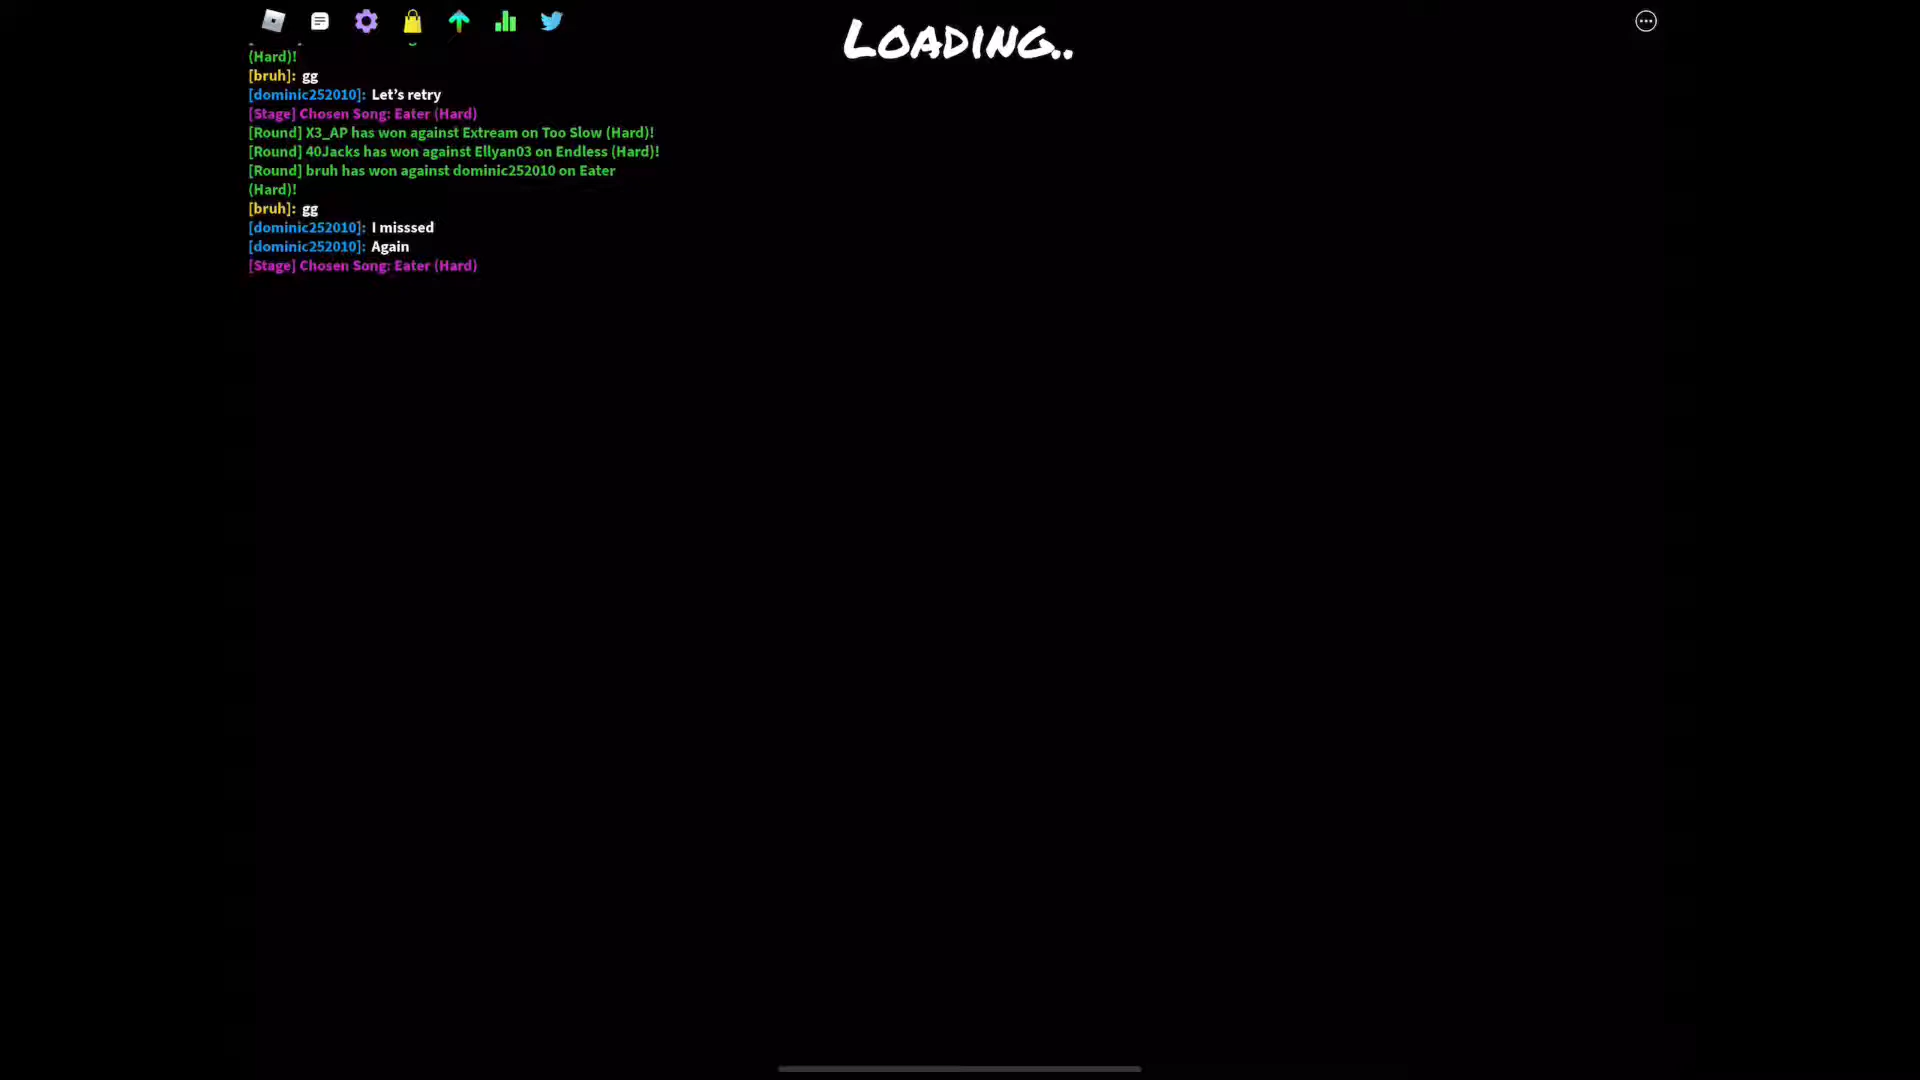 Loading..
(Hard)!
[bruh]: gg
[dominic252010]: Let's retry
[Stage] Chosen Song: Eater (Hard)
[Round] X3_AP has won against Extream on Too Slow (Hard)!
[Round] 40Jacks has won against Ellyan03 on Endless (Hard)!
[Round] bruh has won against dominic252010 on Eater
(Hard)!
[bruh]: gg
[dominic252010]: I misssed
[dominic252010]: Again
[Stage] Chosen Song: Eater (Hard)